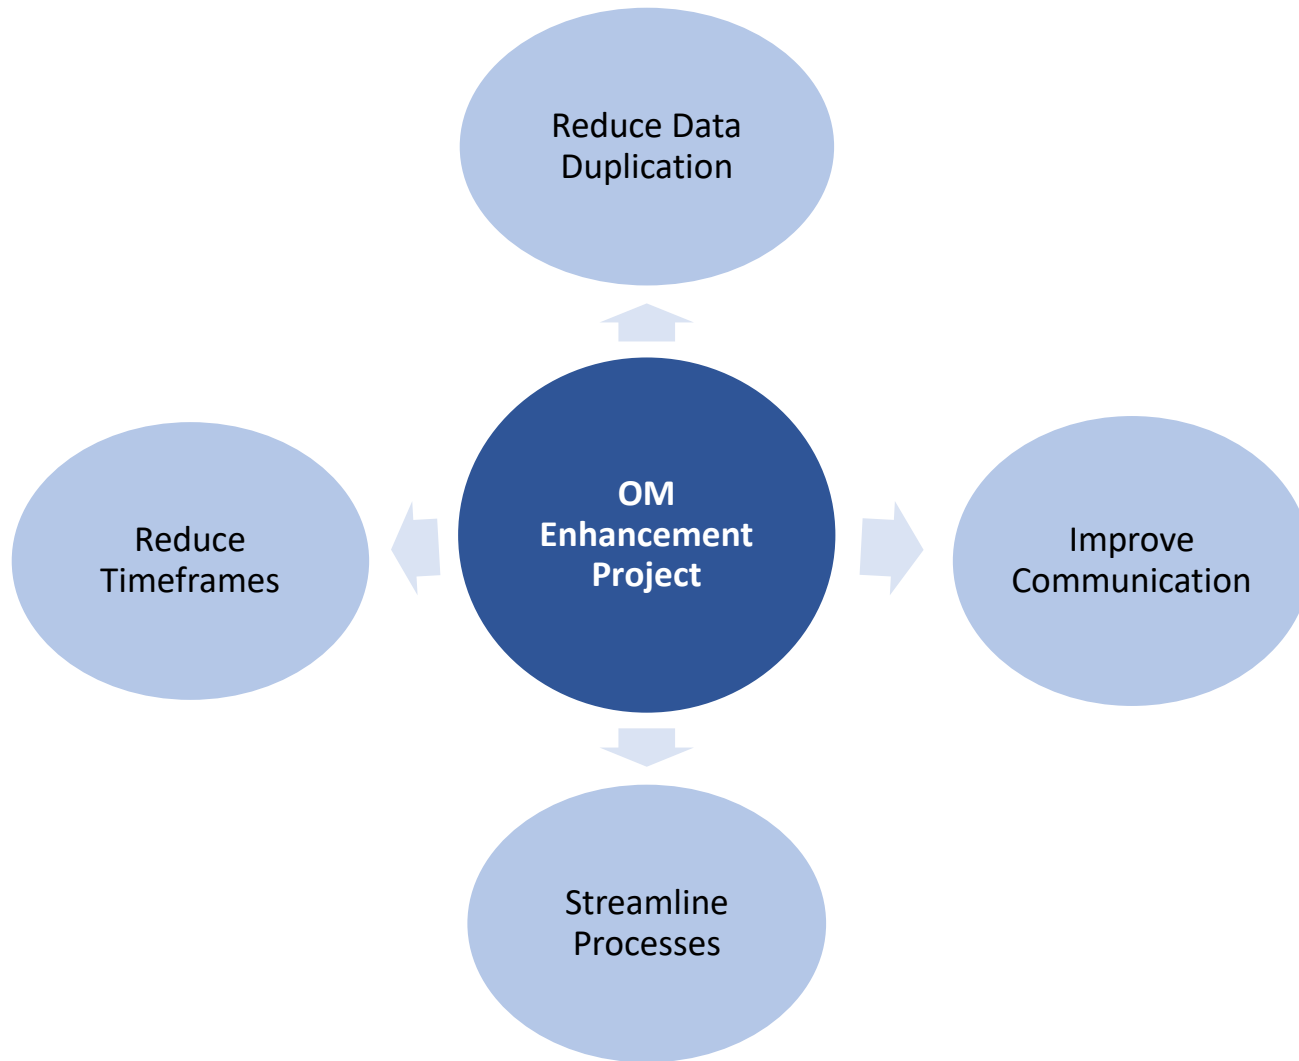 Reduce Data
Duplication
OM
Enhancement
Project
Reduce
Timeframes
Improve
Communication
Streamline
Processes